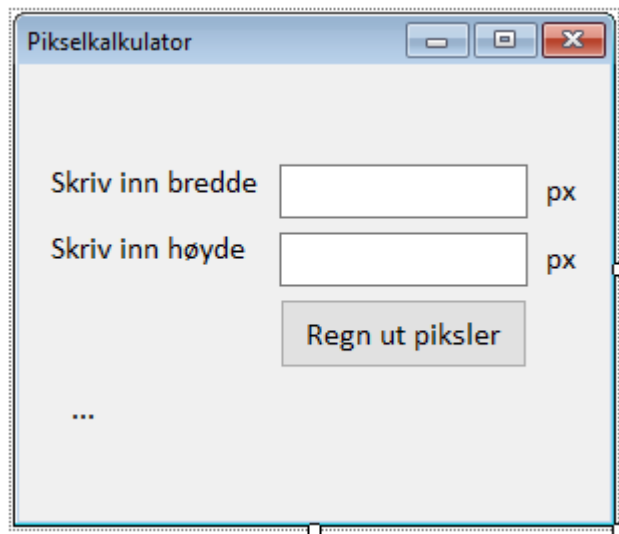 Pikselkalkulator
Skriv inn bredde px
Skriv inn høyde px
Regn ut piksler
...